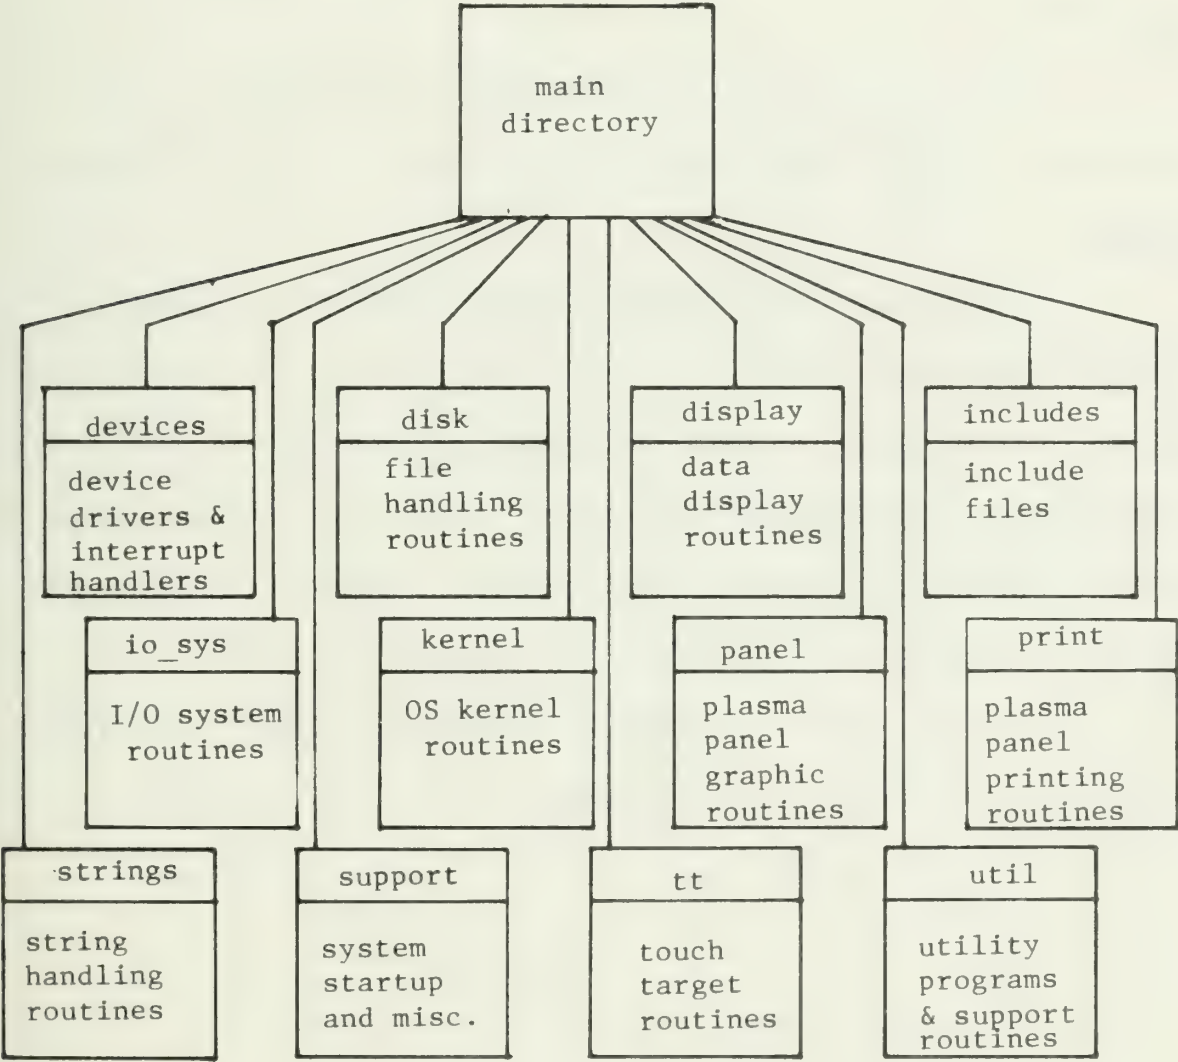 main
directory
devices
device
drivers &
interrupt
handlers
disk
file
handling
routines
display
data
display
routines
includes
include
files
io_sys
I/O system
routines
kernel
OS kernel
routines
panel
plasma
panel
graphic
routines
print
plasma
panel
printing
routines
strings
string
handling
routines
support
system
startup
and misc.
tt
touch
target
routines
util
utility
programs
& support
routines